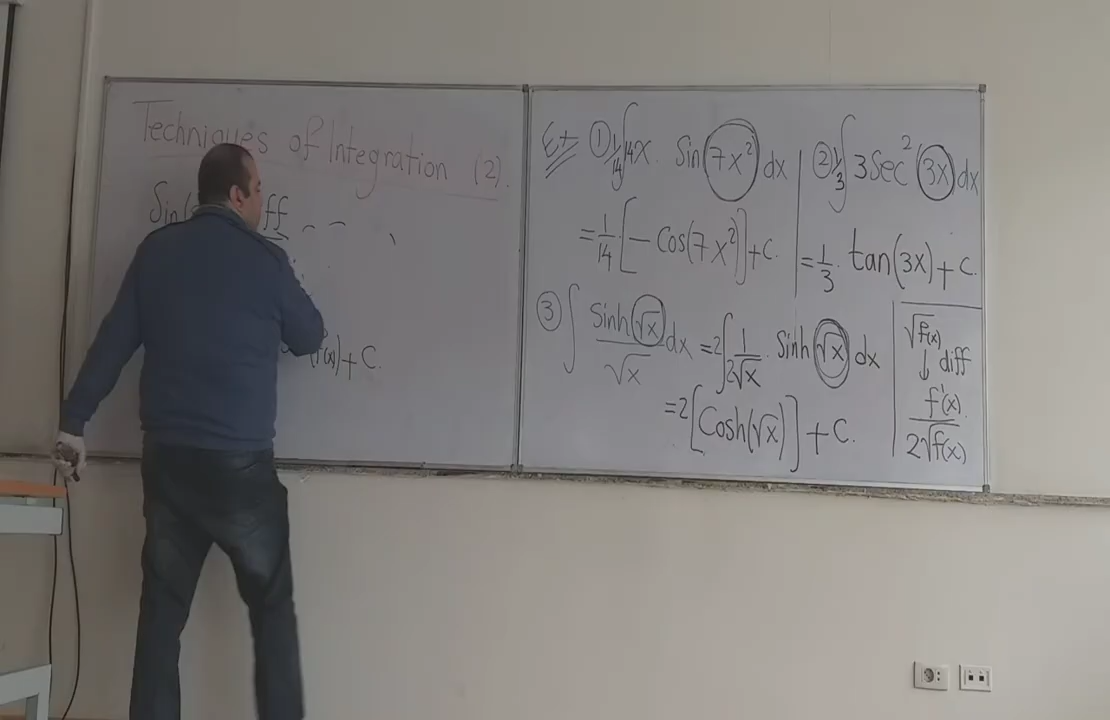 Techniques of Integration (2).
Sin( ff
(f(x)) + C.
Ex ① 1/14 ∫ 14x. Sin(7x²) dx
= 1/14 [- Cos(7x²)] + C.
② 1/3 ∫ 3 Sec² (3x) dx
= 1/3 tan(3x) + C.
③ ∫ Sinh(√x)/√x dx = 2 ∫ 1/2√x . Sinh(√x) dx
= 2 [Cosh(√x)] + C.
√f(x)
↓ diff
f'(x)
2√f(x)